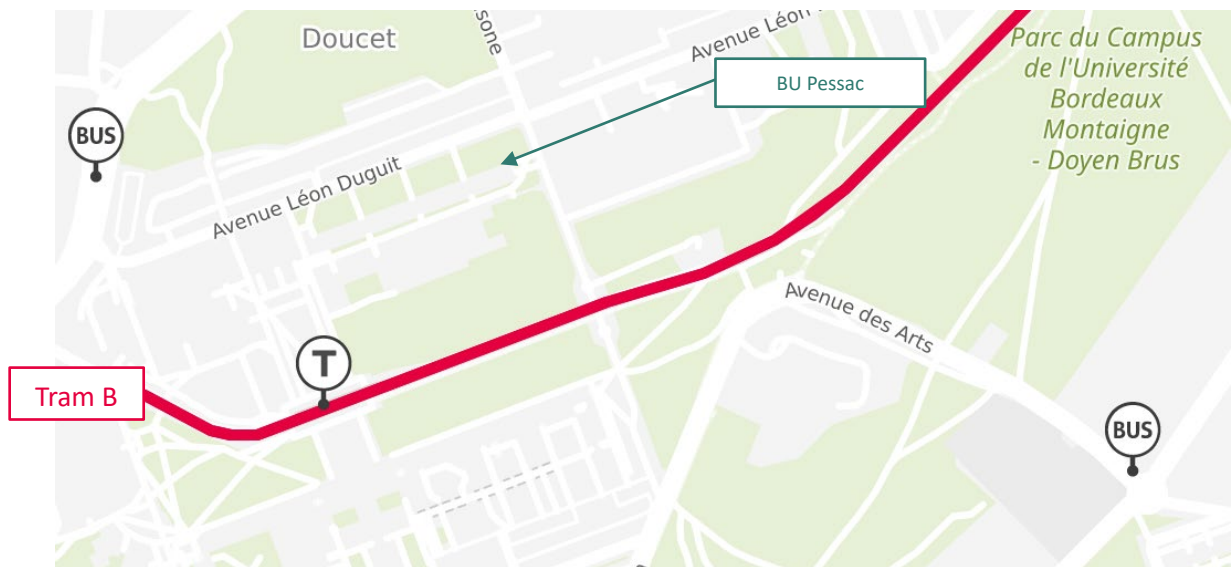 Doucet
sone
Avenue Léon
BU Pessac
Parc du Campus
de l'Université
Bordeaux
Montaigne
- Doyen Brus
BUS
Avenue Léon Duguit
Avenue des Arts
T
Tram B
BUS